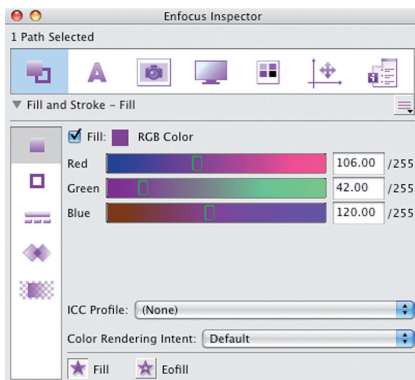 Enfocus Inspector
1 Path Selected
A
Fill and Stroke – Fill
Fill: RGB Color
Red 106.00 /255
Green 42.00 /255
Blue 120.00 /255
ICC Profile: (None)
Color Rendering Intent: Default
Fill Eofill